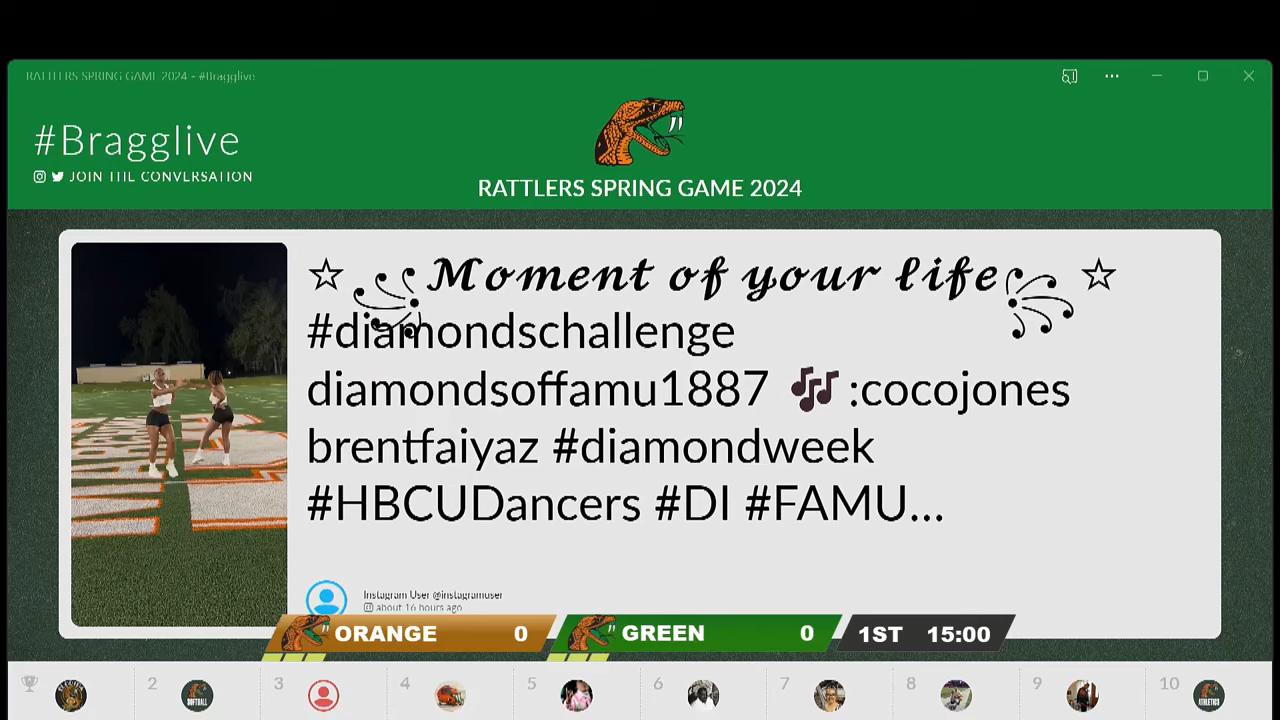 RATTLERS SPRING GAME 2024 - #Bragglive
#Bragglive
JOIN THE CONVERSATION
RATTLERS SPRING GAME 2024
☆ Moment of your life ☆
#diamondschallenge
diamondsoffamu1887 🎶 :cocojones
brentfaiyaz #diamondweek
#HBCUDancers #DI #FAMU...
Instagram User @instagramuser
about 16 hours ago
ORANGE 0 GREEN 0 1ST 15:00
2 3 4 5 6 7 8 9 10
SOFTBALL
ATHLETICS